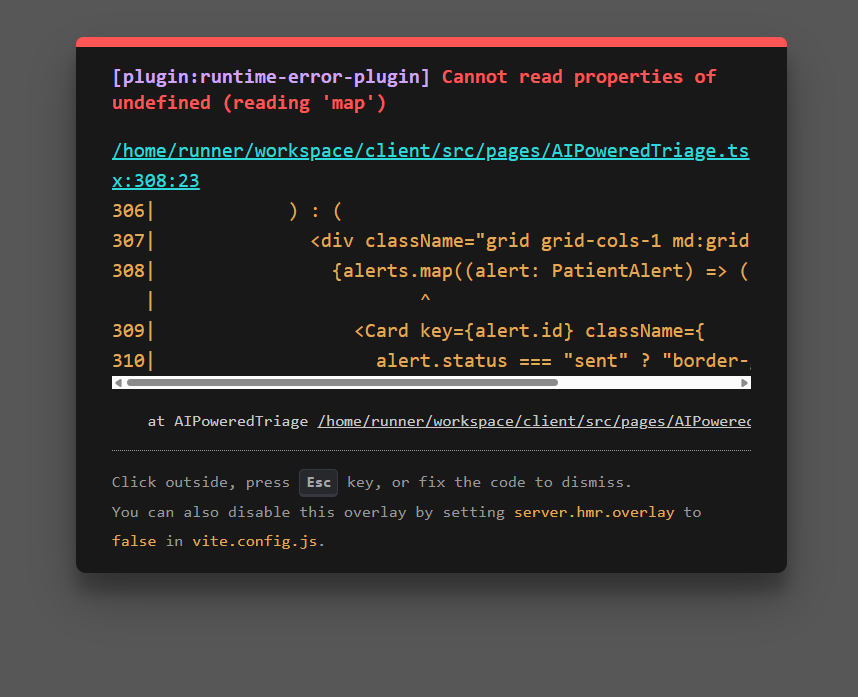 [plugin:runtime-error-plugin] Cannot read properties of
undefined (reading 'map')
/home/runner/workspace/client/src/pages/AIPoweredTriage.ts
x:308:23
306|            ) : (
307|              <div className="grid grid-cols-1 md:grid
308|                {alerts.map((alert: PatientAlert) => (
   |                        ^
309|                  <Card key={alert.id} className={
310|                    alert.status === "sent" ? "border-
at AIPoweredTriage /home/runner/workspace/client/src/pages/AIPowered
Click outside, press Esc key, or fix the code to dismiss.
You can also disable this overlay by setting server.hmr.overlay to
false in vite.config.js.